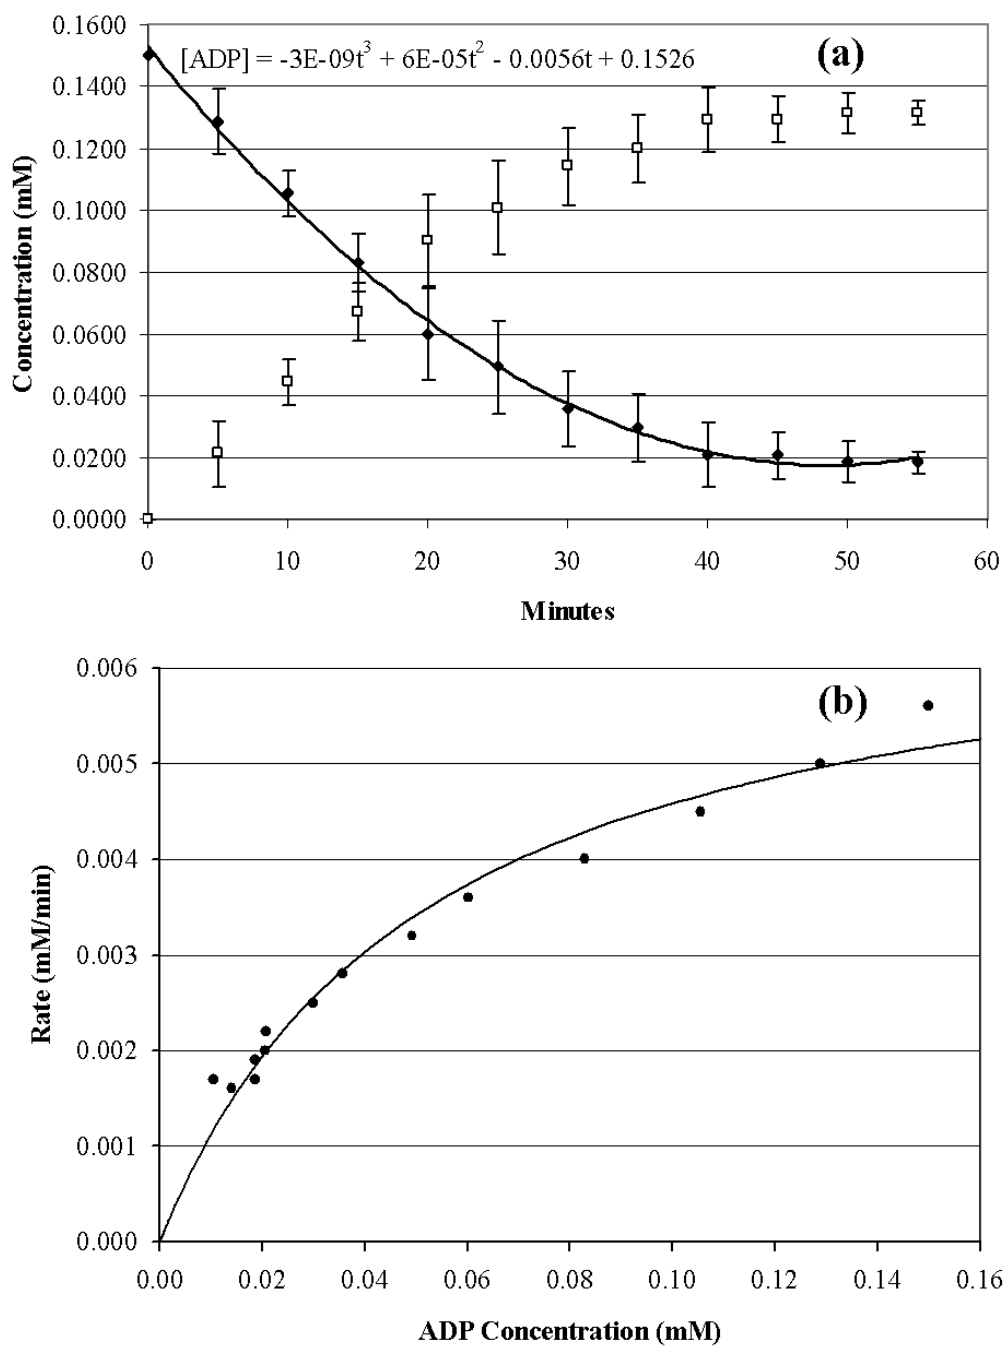 0.1600
[ADP] = -3E-09t³ + 6E-05t² - 0.0056t + 0.1526
(a)
0.1400
0.1200
0.1000
0.0800
0.0600
0.0400
0.0200
0.0000
Concentration (mM)
0 10 20 30 40 50 60
Minutes
0.006
(b)
0.005
0.004
0.003
0.002
0.001
0.000
Rate (mM/min)
0.00 0.02 0.04 0.06 0.08 0.10 0.12 0.14 0.16
ADP Concentration (mM)